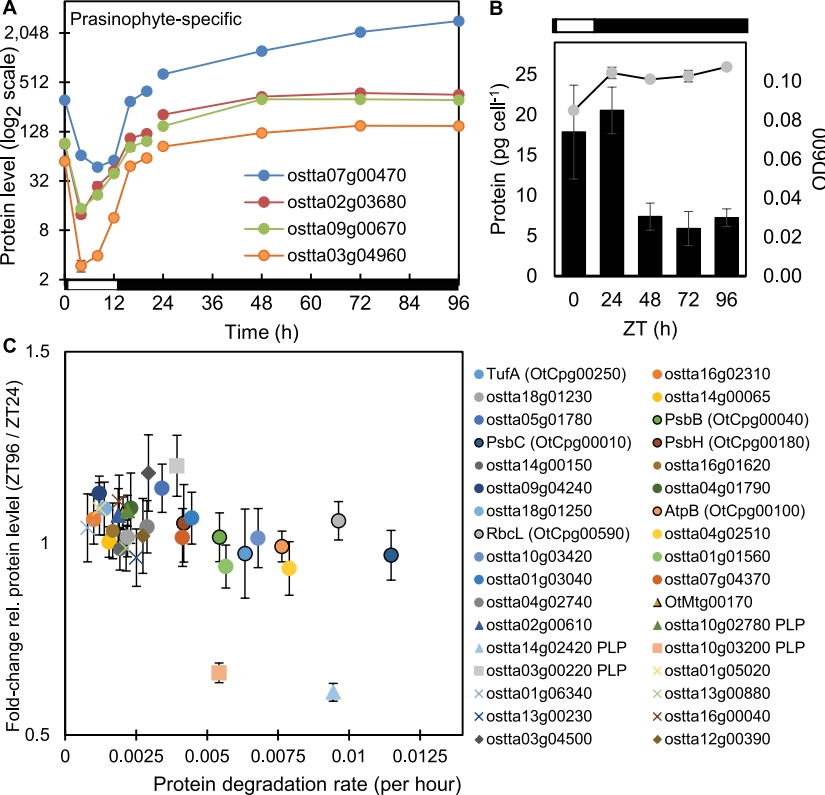 A
Prasinophyte-specific
Protein level (log2 scale)
2,048
512
128
32
8
2
ostta07g00470
ostta02g03680
ostta09g00670
ostta03g04960
0 12 24 36 48 60 72 84 96
Time (h)
B
Protein (pg cell-1)
25
20
15
10
5
0
0.10
0.08
0.06
0.04
0.02
0.00
OD600
0 24 48 72 96
ZT (h)
C
Fold-change rel. protein levlel (ZT96 / ZT24)
1.5
1
0.5
0 0.0025 0.005 0.0075 0.01 0.0125
Protein degradation rate (per hour)
TufA (OtCpg00250) ostta16g02310
ostta18g01230 ostta14g00065
ostta05g01780 PsbB (OtCpg00040)
PsbC (OtCpg00010) PsbH (OtCpg00180)
ostta14g00150 ostta16g01620
ostta09g04240 ostta04g01790
ostta18g01250 AtpB (OtCpg00100)
RbcL (OtCpg00590) ostta04g02510
ostta10g03420 ostta01g01560
ostta01g03040 ostta07g04370
ostta04g02740 OtMtg00170
ostta02g00610 ostta10g02780 PLP
ostta14g02420 PLP ostta10g03200 PLP
ostta03g00220 PLP ostta01g05020
ostta01g06340 ostta13g00880
ostta13g00230 ostta16g00040
ostta03g04500 ostta12g00390